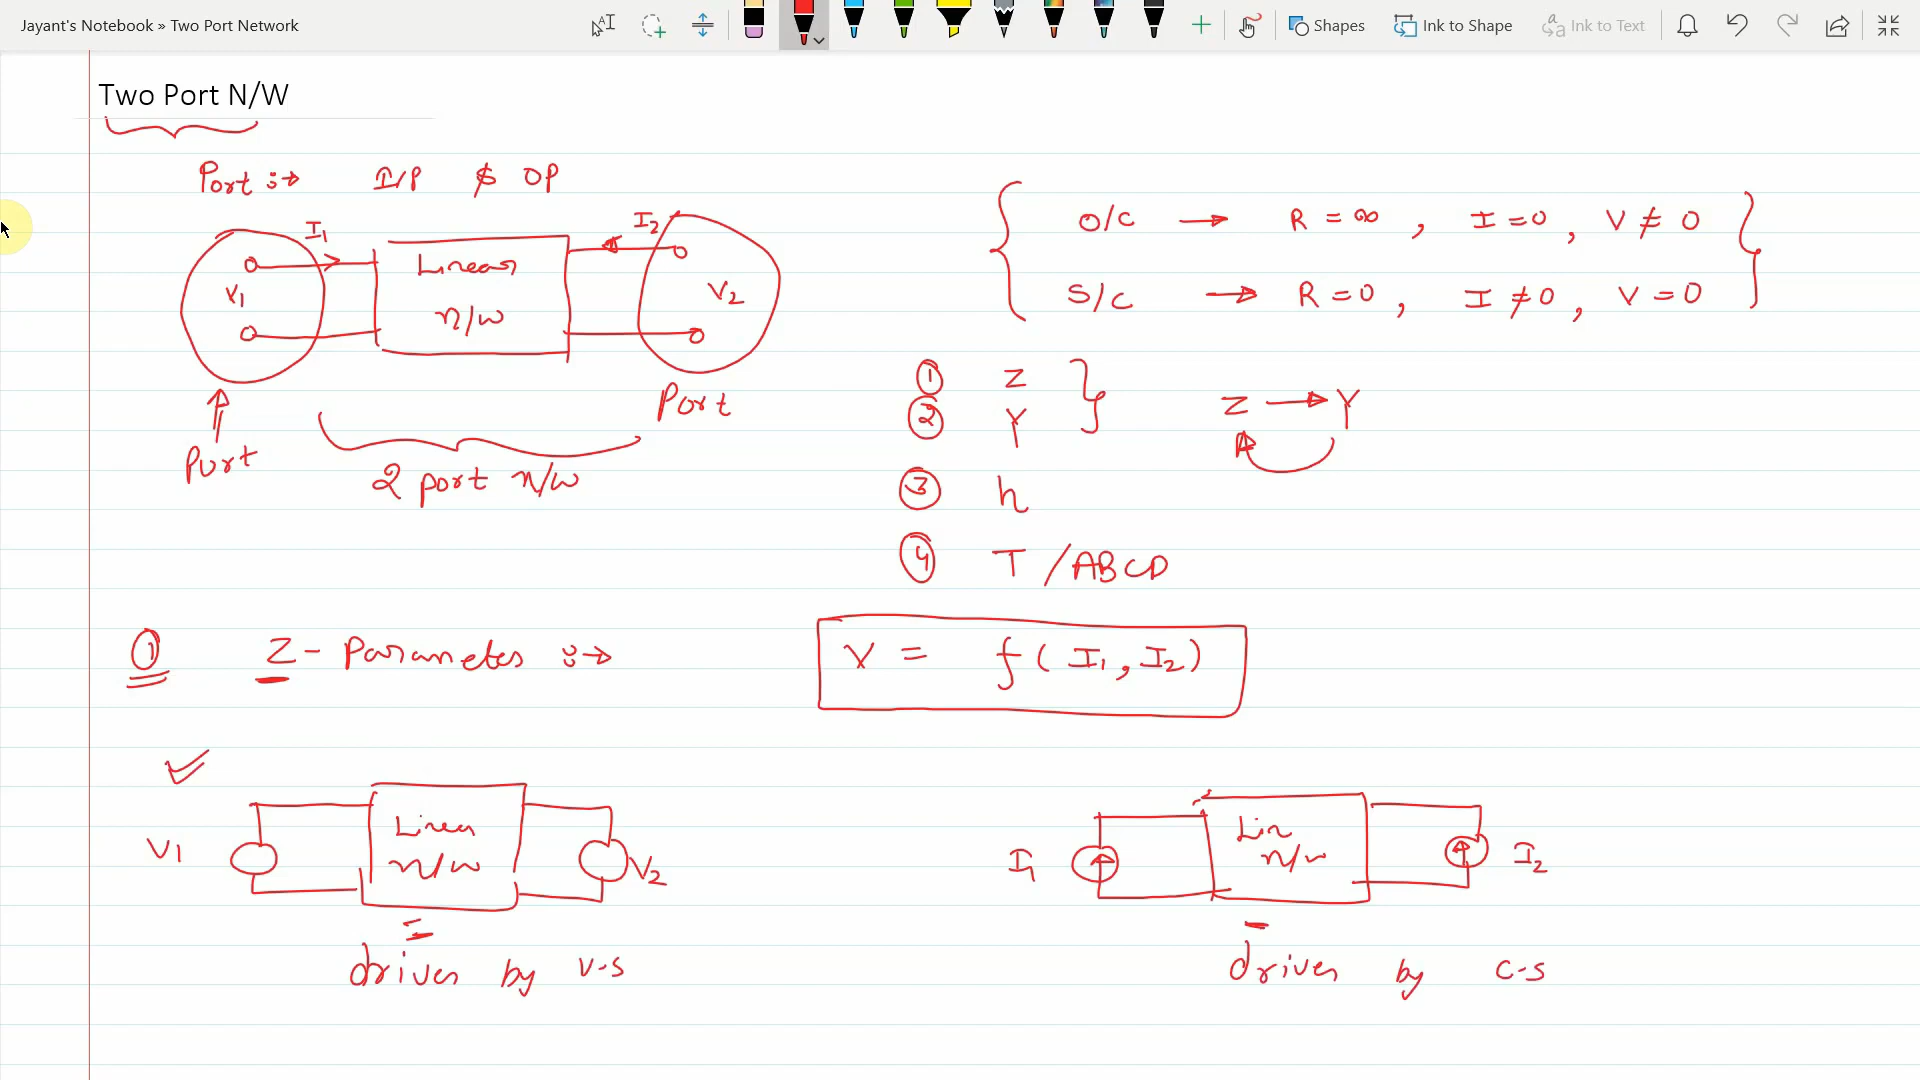 Jayant's Notebook » Two Port Network
Shapes
Ink to Shape
Ink to Text
Two Port N/W
Port :→ I/P & OP
I1
I2
V1
Linear
n/w
V2
Port
Port
2 port n/w
O/C → R = ∞ , I = 0 , V ≠ 0
S/C → R = 0 , I ≠ 0 , V = 0
① Z
② Y
Z → Y
③ h
④ T / ABCD
① Z - Parameter :→
V = f ( I1 , I2 )
V1
Linear
n/w
V2
driven by v-s
I1
Lin
n/w
I2
driven by c-s